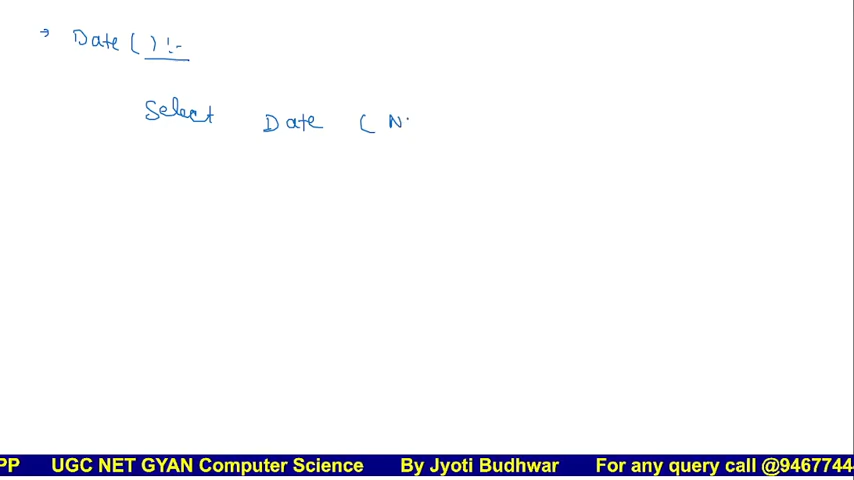 → Date ( ) :-
Select Date ( N.
PP UGC NET GYAN Computer Science By Jyoti Budhwar For any query call @9467744